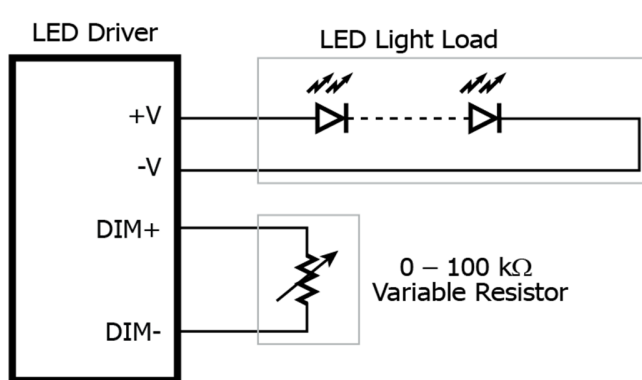 LED Driver
LED Light Load
+V
-V
DIM+
DIM-
0 – 100 kΩ
Variable Resistor